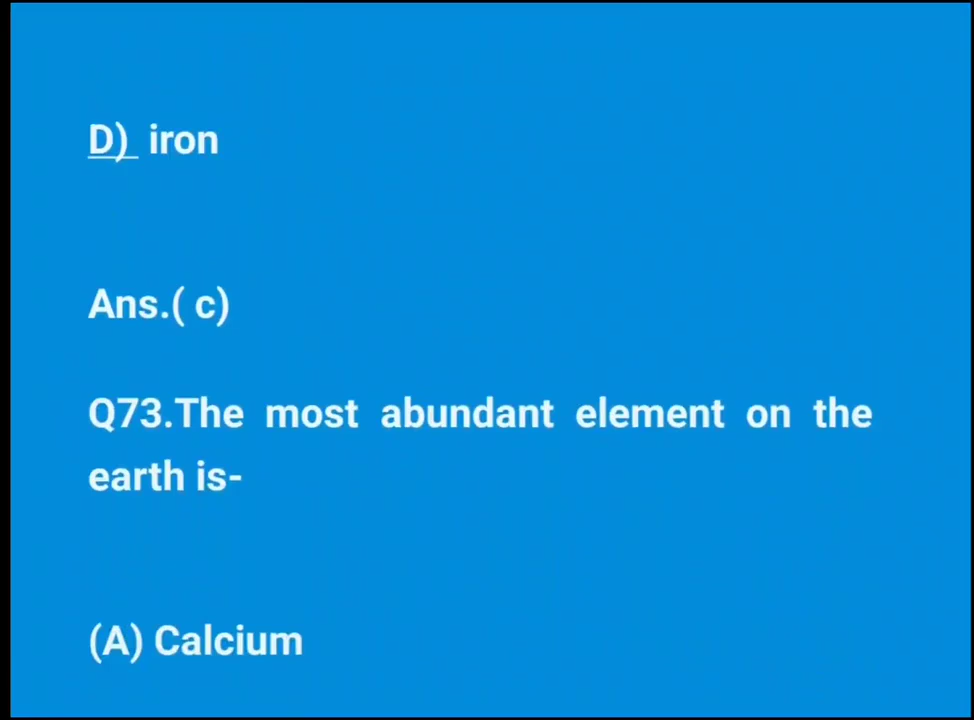 D) iron
Ans.( c)
Q73.The most abundant element on the
earth is-
(A) Calcium